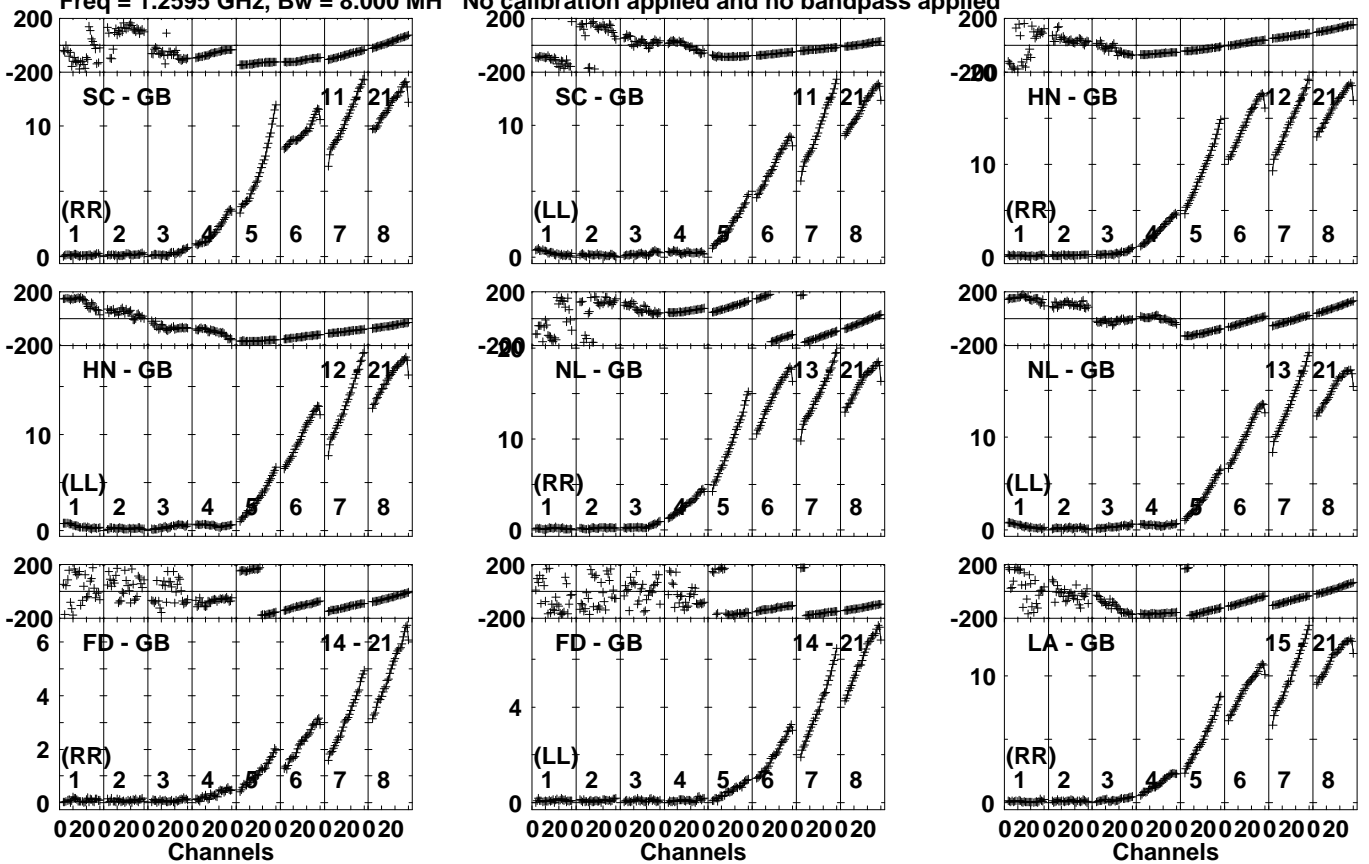 Freq = 1.2595 GHz, Bw = 8.000 MH No calibration applied and no bandpass applied
200
-200
SC - GB 11 21
10
(RR)
1 2 3 4 5 6 7 8
0
SC - GB 11 21
(LL)
1 2 3 4 5 6 7 8
200
-200
20
HN - GB 12 21
10
(RR)
1 2 3 4 5 6 7 8
0
200
-200
HN - GB 12 - 21
10
(LL)
1 2 3 4 5 6 7 8
0
200
-200
20
NL - GB 13 21
10
(RR)
1 2 3 4 5 6 7 8
0
200
-200
NL - GB 13 21
10
(LL)
1 2 3 4 5 6 7 8
0
200
-200
6
FD - GB 14 - 21
4
2
(RR)
1 2 3 4 5 6 7 8
0
200
-200
FD - GB 14 - 21
4
(LL)
1 2 3 4 5 6 7 8
0
200
-200
LA - GB 15 21
10
(RR)
1 2 3 4 5 6 7 8
0
0 20 0 20 0 20 0 20 0 20 0 20 0 20 0 20
0 20 0 20 0 20 0 20 0 20 0 20 0 20 0 20
0 20 0 20 0 20 0 20 0 20 0 20 0 20 0 20
Channels
Channels
Channels